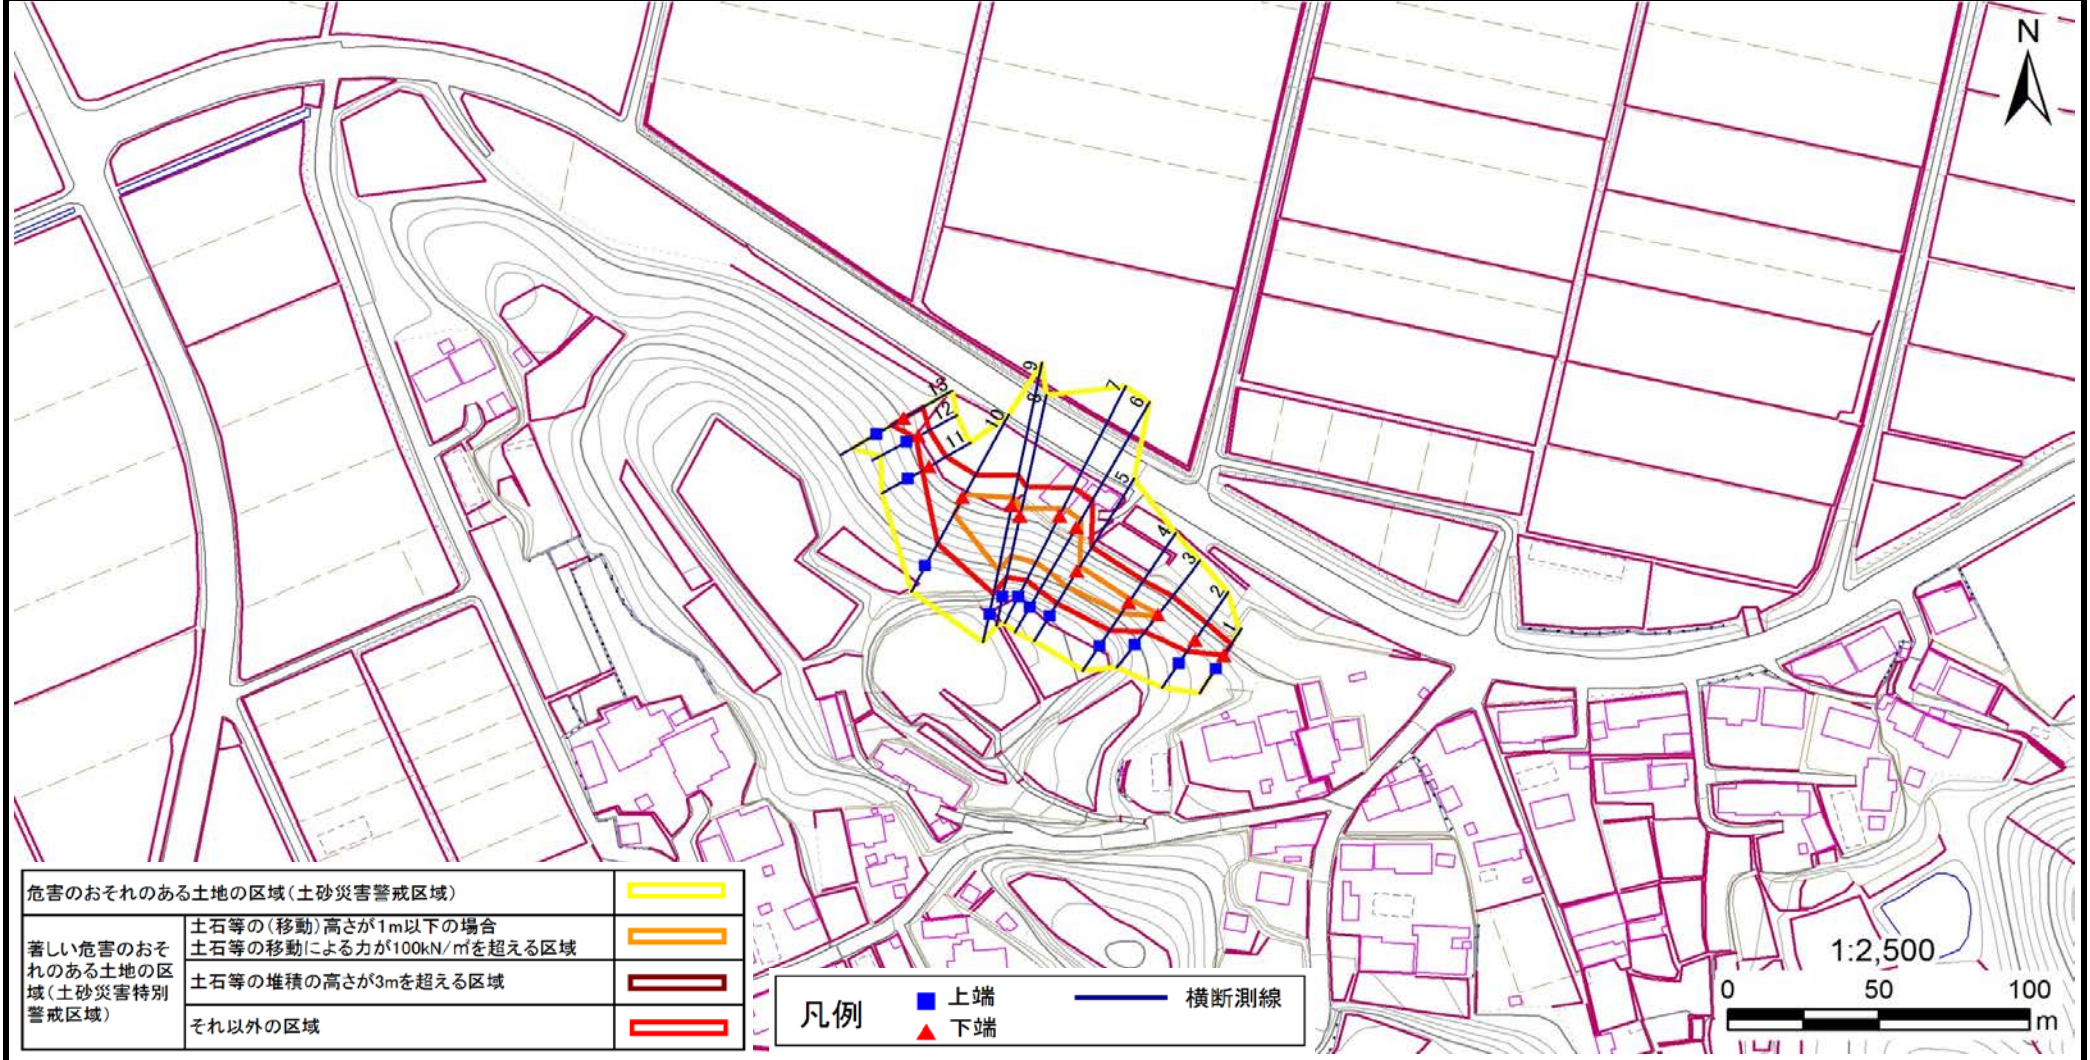 N
9
8
7
6
13
12
11
10
5
4
3
2
1
危害のおそれのある土地の区域(土砂災害警戒区域)
著しい危害のおそ
れのある土地の区
域(土砂災害特別
警戒区域)
土石等の(移動)高さが1m以下の場合
土石等の移動による力が100kN/㎡を超える区域
土石等の堆積の高さが3mを超える区域
それ以外の区域
凡例
上端
下端
横断測線
1:2,500
0 50 100
m